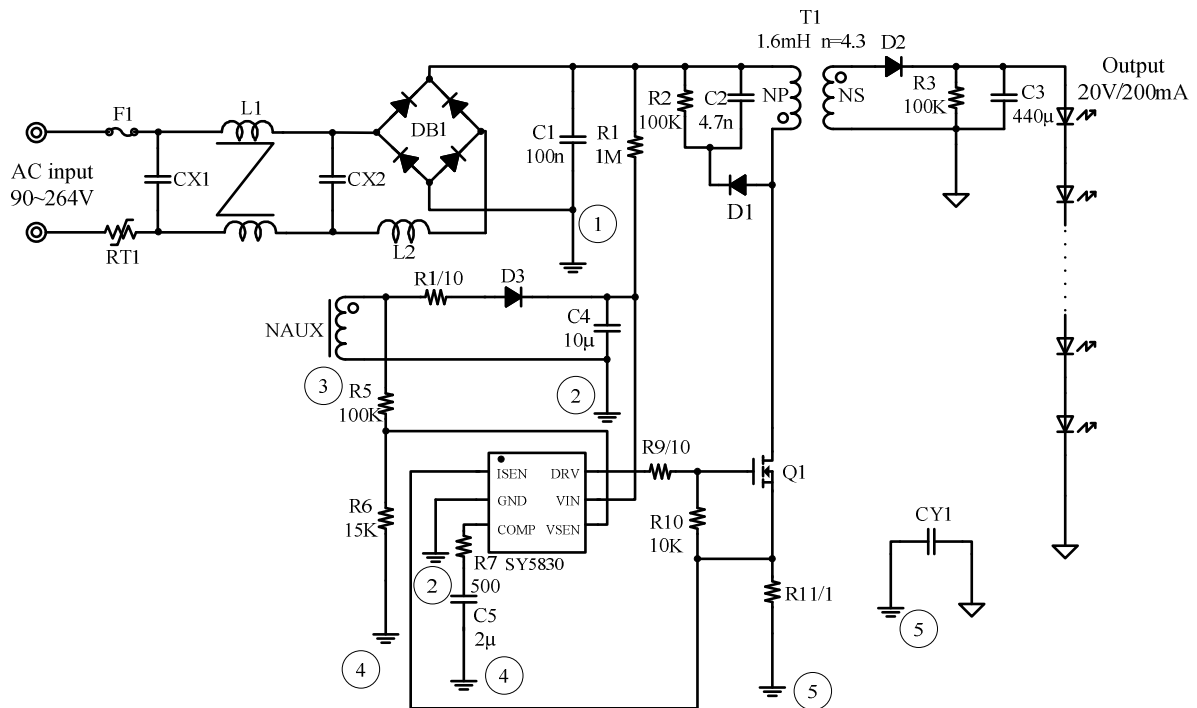 T1
1.6mH n=4.3
D2
Output
20V/200mA
R3
100K
C3
440μ
NP
NS
R2
100K
C2
4.7n
F1
L1
DB1
C1
100n
R1
1M
AC input
90~264V
CX1
CX2
D1
RT1
L2
1
R1/10
D3
NAUX
C4
10μ
3
2
R5
100K
R9/10
Q1
ISEN
DRV
GND
VIN
COMP
VSEN
SY5830
R6
15K
R10
10K
CY1
R7
500
2
C5
2μ
R11/1
4
4
5
5